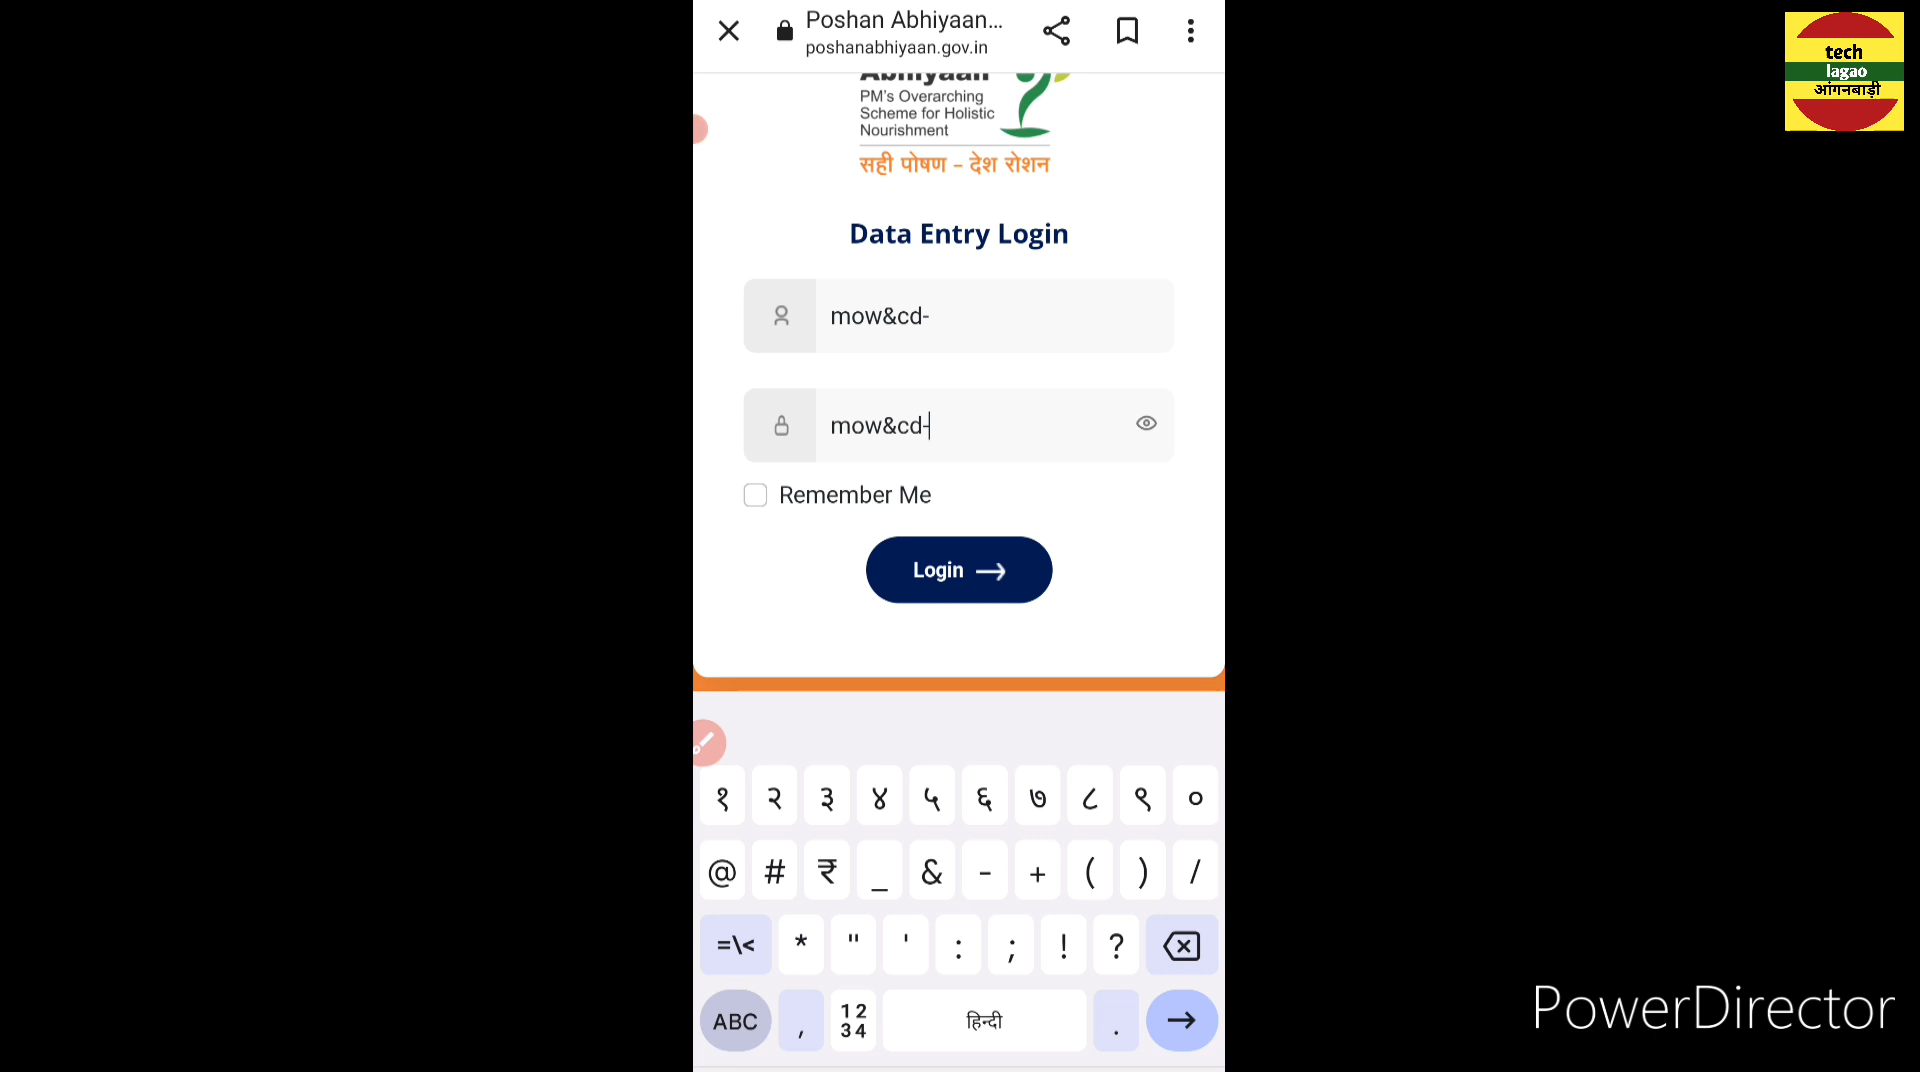 Poshan Abhiyaan...
poshanabhiyaan.gov.in
Abhiyaan
PM's Overarching
Scheme for Holistic
Nourishment
सही पोषण – देश रोशन
Data Entry Login
mow&cd-
mow&cd-
Remember Me
Login →
१ २ ३ ४ ५ ६ ७ ८ ९ ०
@ # ₹ _ & - + ( ) /
=\< * " ' : ; ! ?
ABC , 12 हिन्दी .
34
tech
lagao
आंगनबाड़ी
PowerDirector